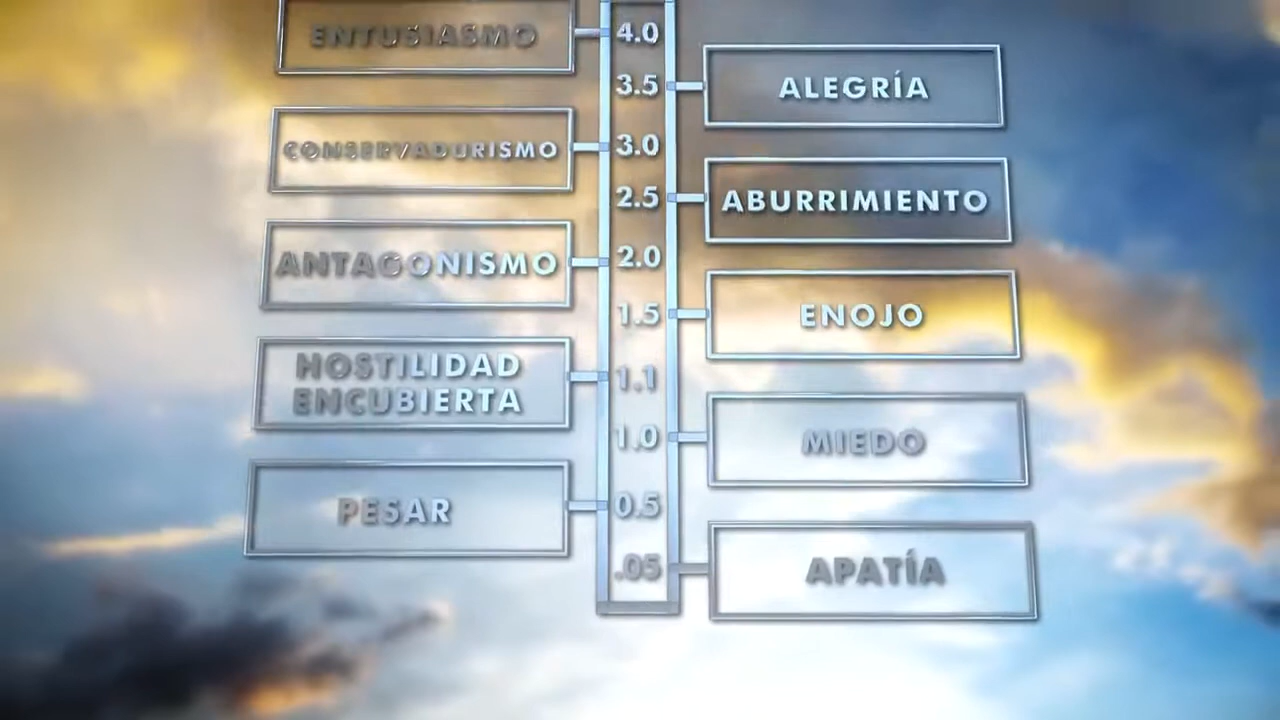 ENTUSIASMO
4.0
3.5
ALEGRÍA
CONSERVADURISMO
3.0
2.5
ABURRIMIENTO
ANTAGONISMO
2.0
1.5
ENOJO
HOSTILIDAD
ENCUBIERTA
1.1
1.0
MIEDO
PESAR
0.5
.05
APATÍA